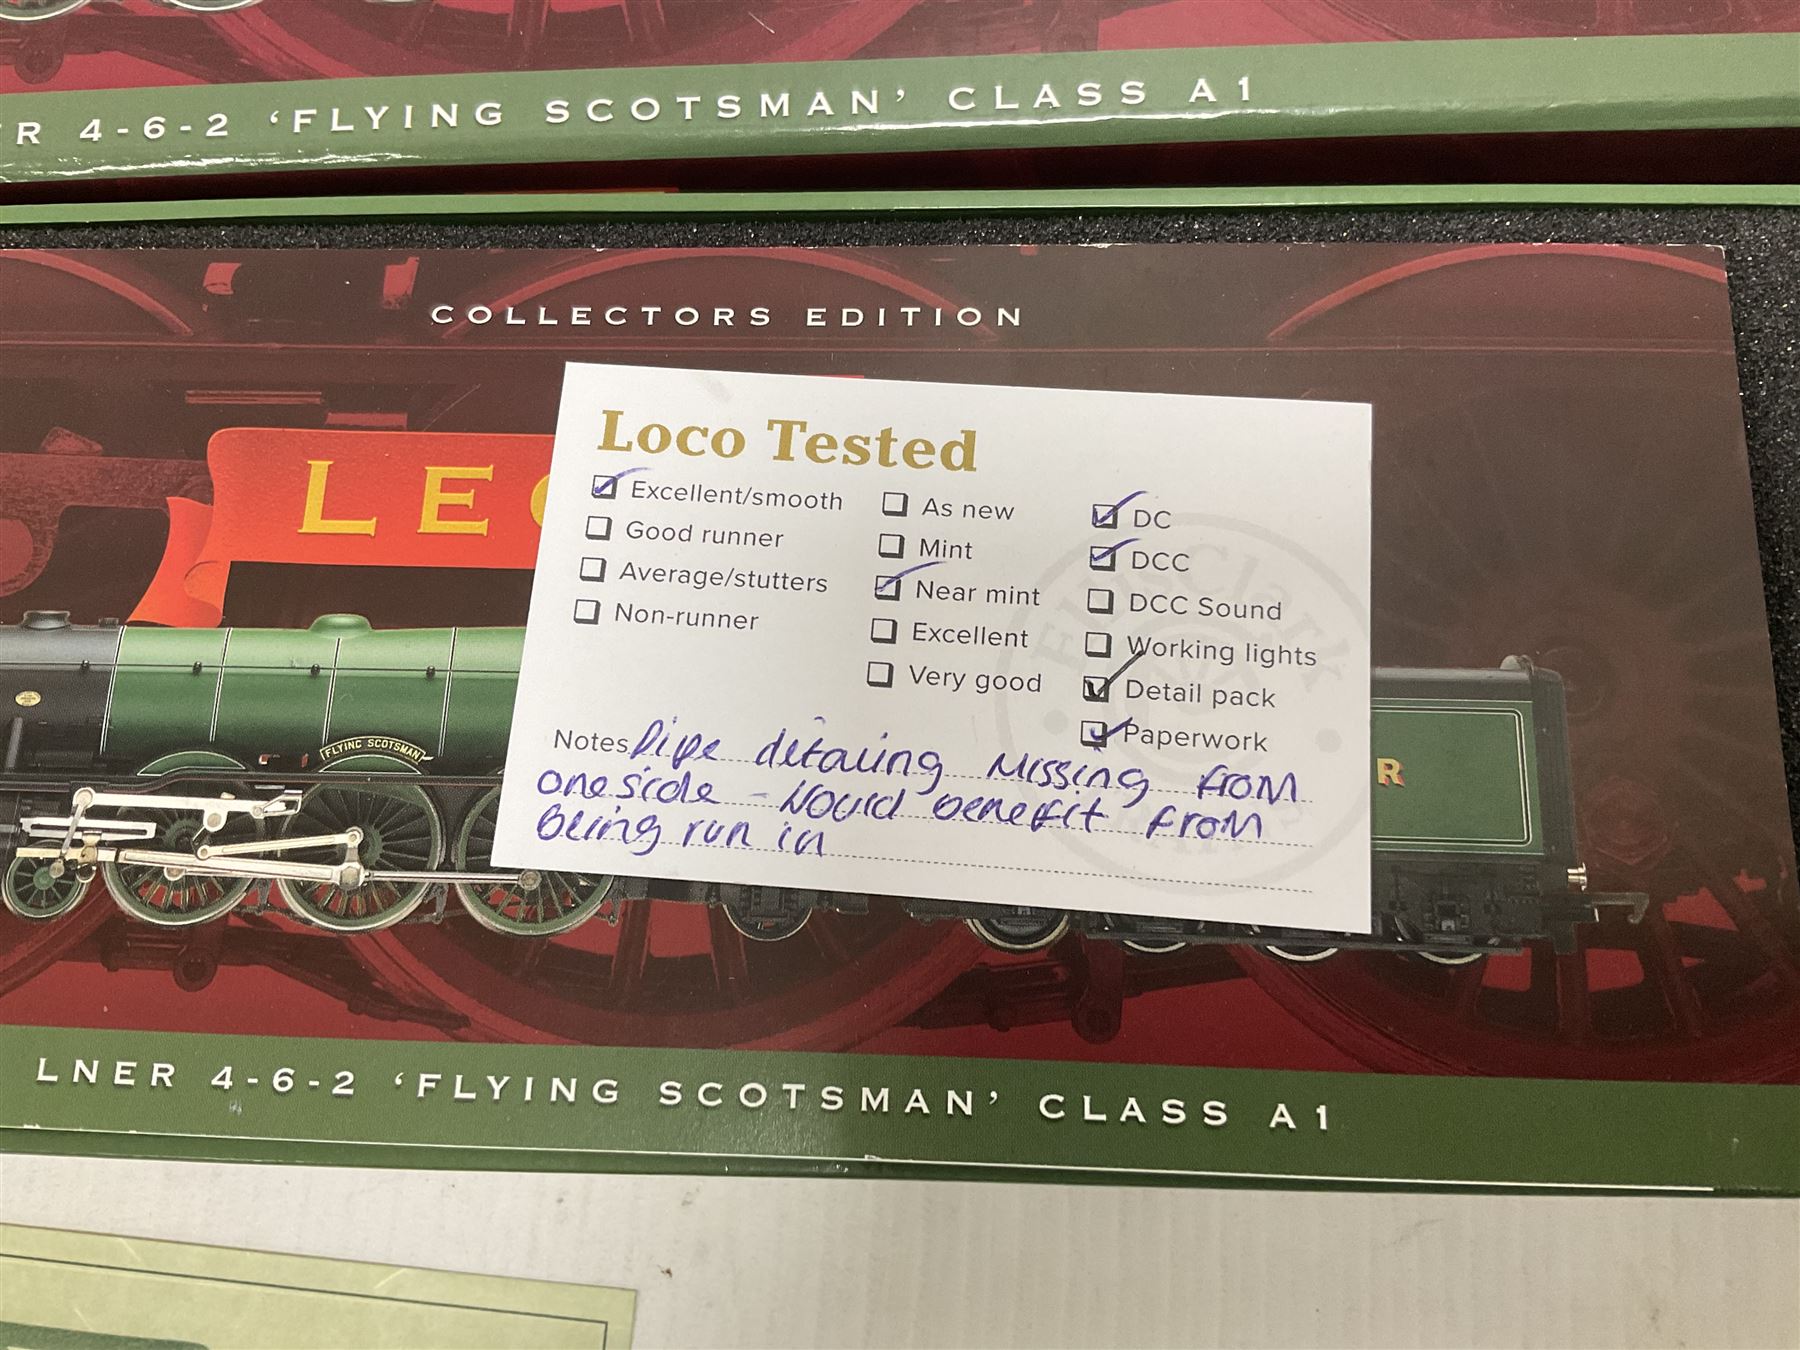 R 4-6-2 ‘FLYING SCOTSMAN’ CLASS A1
COLLECTORS EDITION
LE
Loco Tested
Excellent/smooth
Good runner
Average/stutters
Non-runner
As new
Mint
Near mint
Excellent
Very good
DC
DCC
DCC Sound
Working lights
Detail pack
Paperwork
Notes Pipe detailing missing from
one side - Would benefit from
being run in
FLYING SCOTSMAN
R
LNER 4-6-2 ‘FLYING SCOTSMAN’ CLASS A1